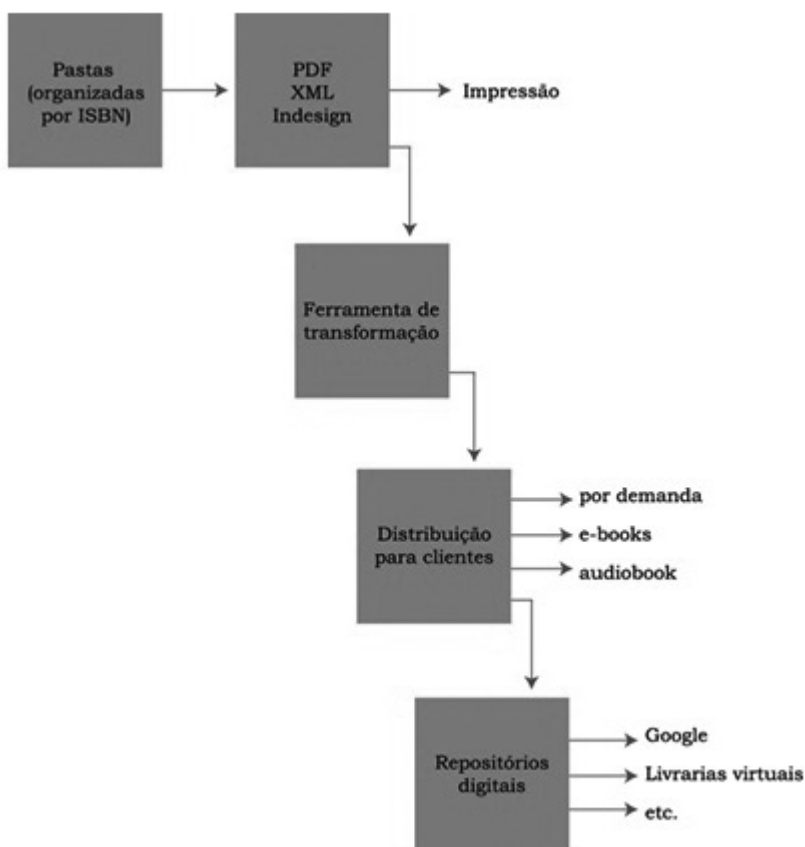 Pastas
(organizadas
por ISBN)
PDF
XML
Indesign
Impressão
Ferramenta de
transformação
Distribuição
para clientes
por demanda
e-books
audiobook
Repositórios
digitais
Google
Livrarias virtuais
etc.